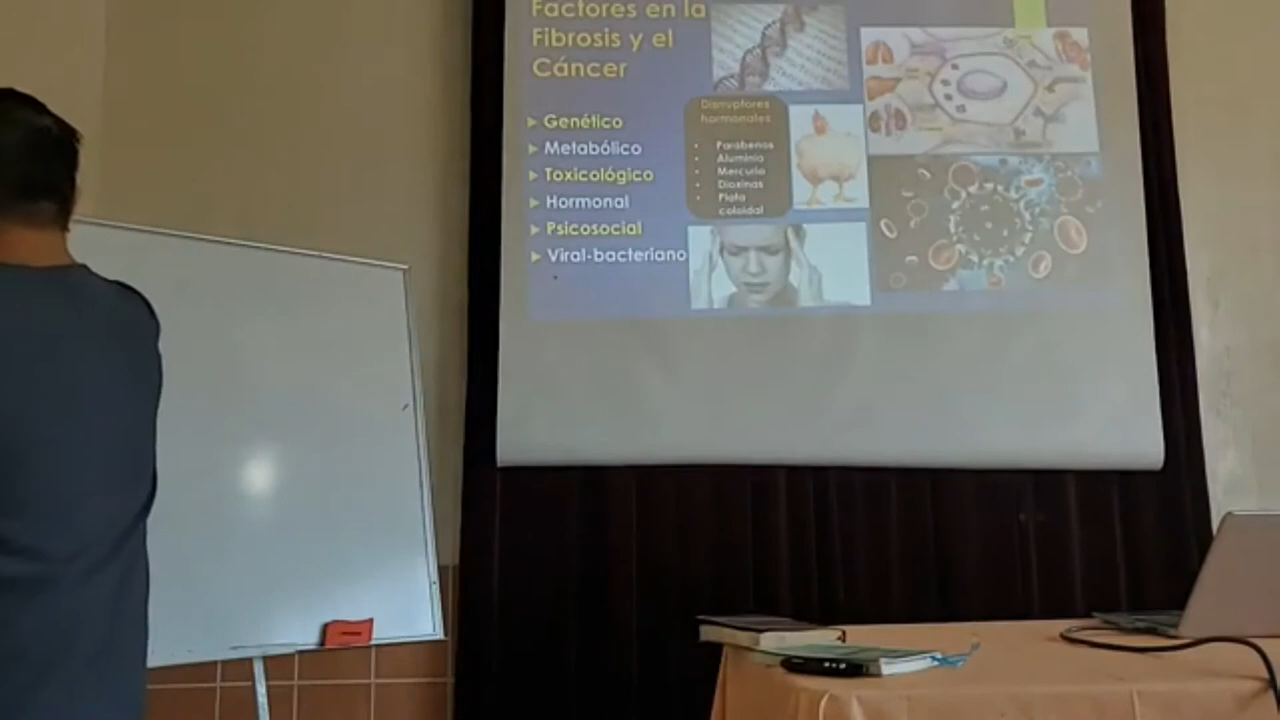 Factores en la
Fibrosis y el
Cáncer
Genético
Metabólico
Toxicológico
Hormonal
Psicosocial
Viral-bacteriano
Disruptores
hormonales
Parabenos
Aluminio
Mercurio
Dioxinas
Plata
coloidal